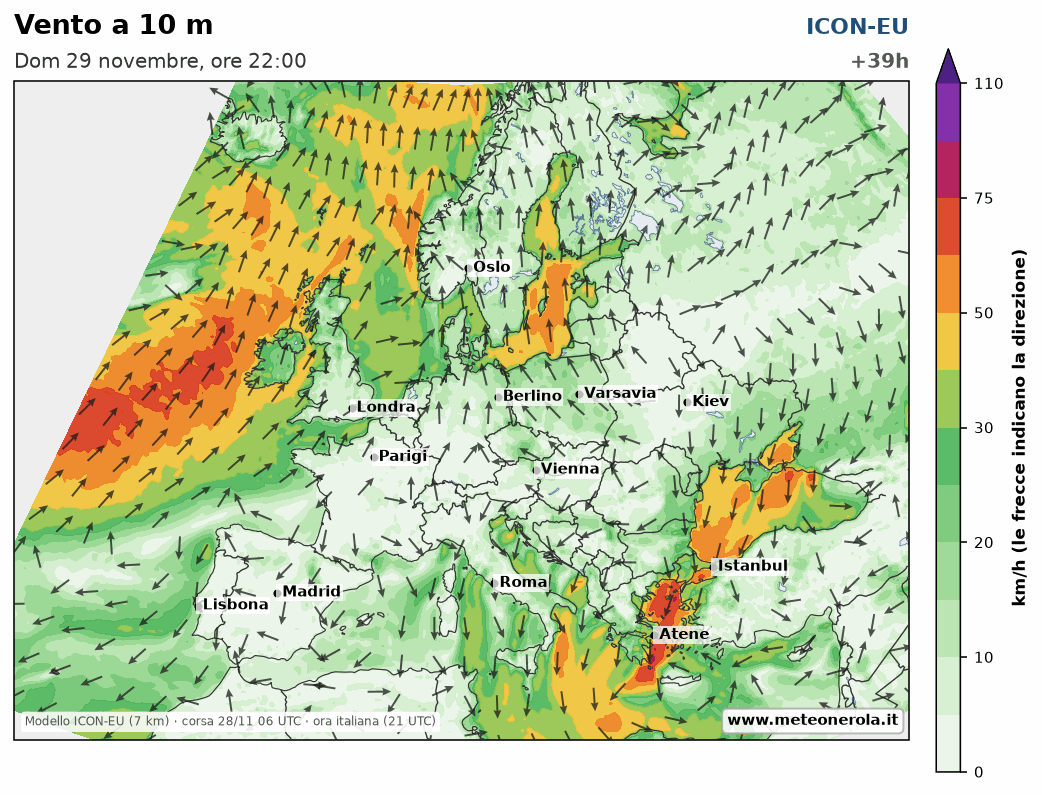 Vento a 10 m
ICON-EU
Dom 29 novembre, ore 22:00
+39h
110
75
50
30
20
10
0
km/h (le frecce indicano la direzione)
Oslo
Berlino
Varsavia
Kiev
Londra
Parigi
Vienna
Istanbul
Roma
Madrid
Lisbona
Atene
Modello ICON-EU (7 km) · corsa 28/11 06 UTC · ora italiana (21 UTC)
www.meteonerola.it